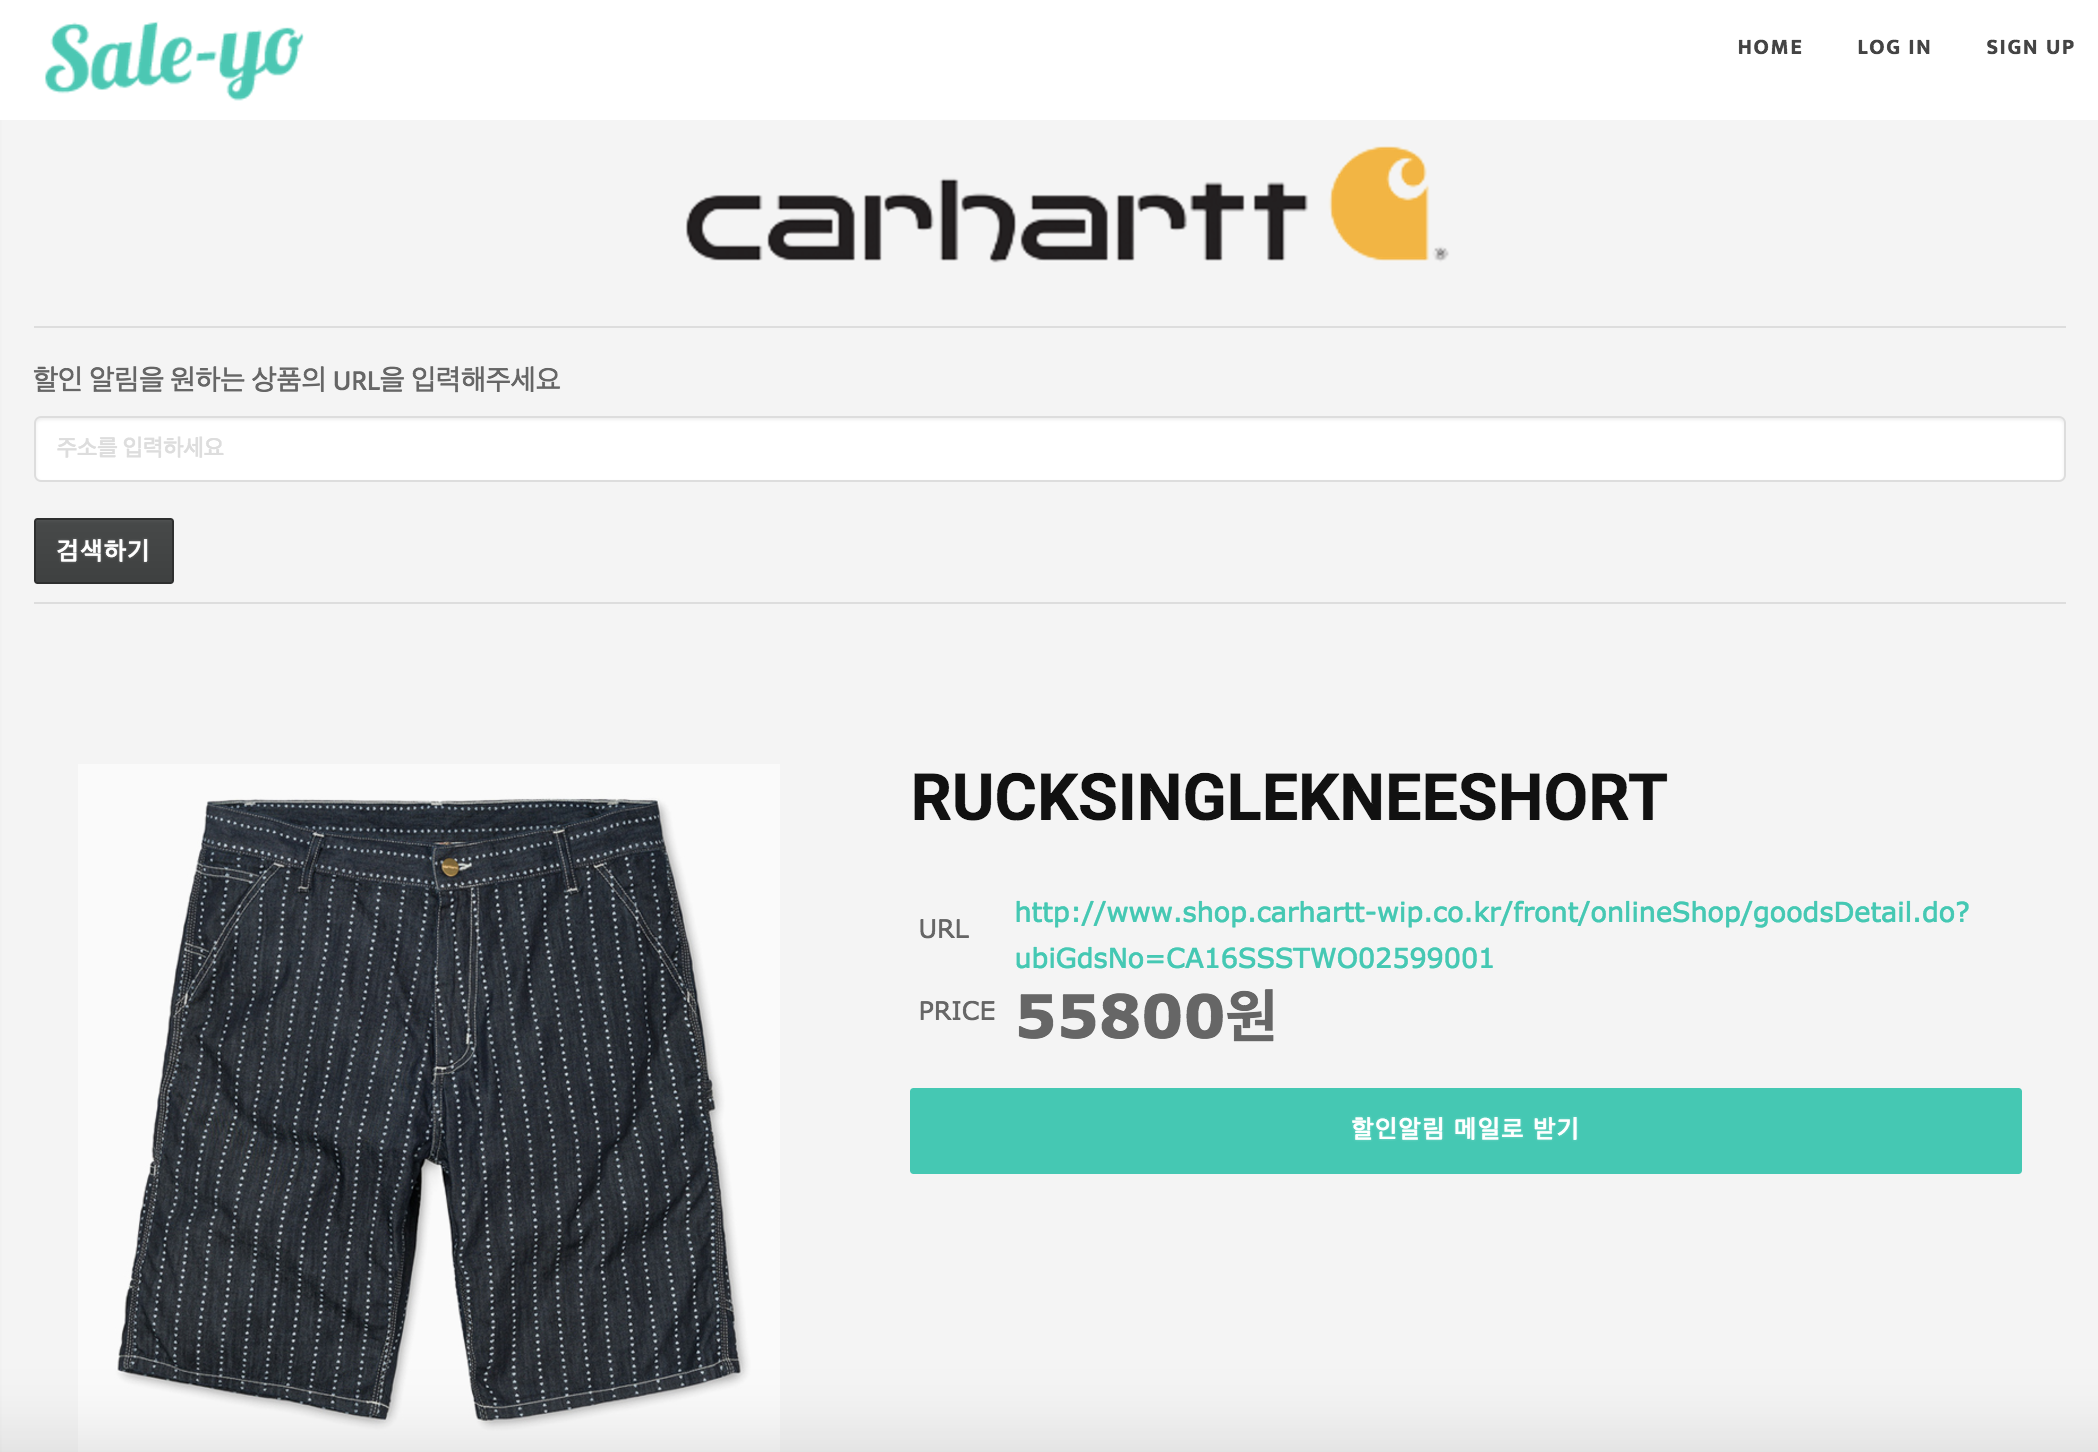 Sale-yo
HOME LOG IN SIGN UP
carhartt
할인 알림을 원하는 상품의 URL을 입력해주세요
주소를 입력하세요
검색하기
RUCKSINGLEKNEESHORT
URL http://www.shop.carhartt-wip.co.kr/front/onlineShop/goodsDetail.do?
ubiGdsNo=CA16SSSTWO02599001
PRICE 55800원
할인알림 메일로 받기